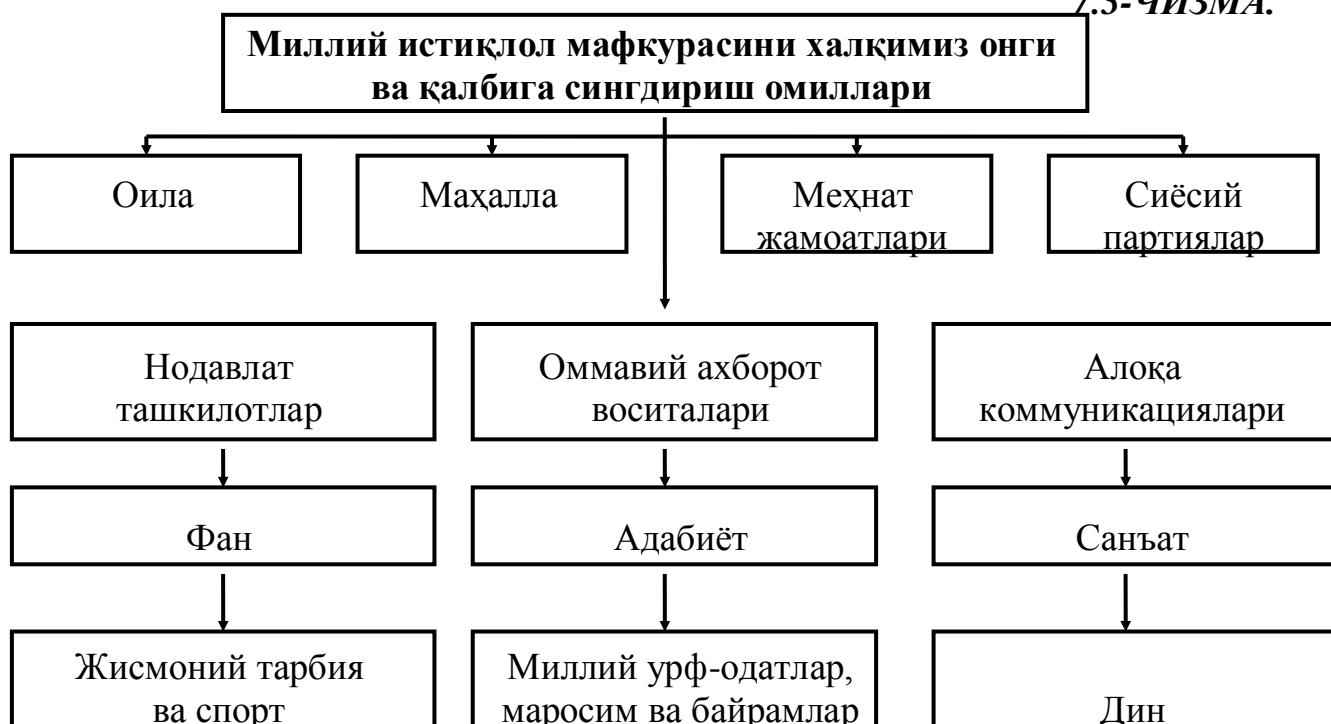 7.3-ЧИЗМА.
Миллий истиқлол мафкурасини халқимиз онги
ва қалбига сингдириш омиллари
Оила
Маҳалла
Меҳнат
жамоатлари
Сиёсий
партиялар
Нодавлат
ташкилотлар
Оммавий ахборот
воситалари
Алоқа
коммуникациялари
Фан
Адабиёт
Санъат
Жисмоний тарбия
ва спорт
Миллий урф-одатлар,
маросим ва байрамлар
Дин